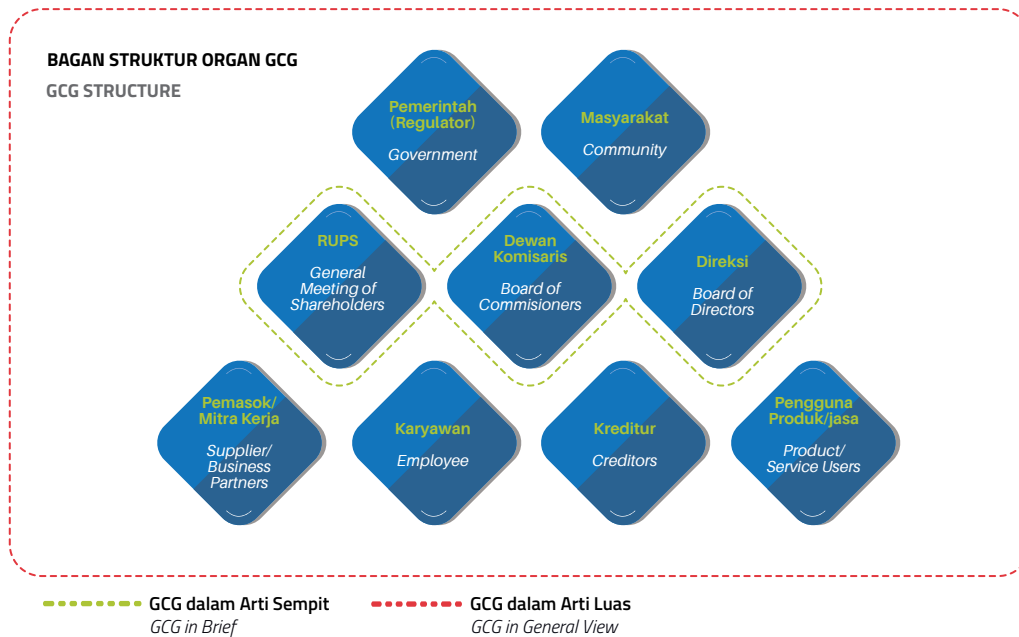 BAGAN STRUKTUR ORGAN GCG
GCG STRUCTURE
Pemerintah
(Regulator)
Government
Masyarakat
Community
RUPS
General
Meeting of
Shareholders
Dewan
Komisaris
Board of
Commisioners
Direksi
Board of
Directors
Pemasok/
Mitra Kerja
Supplier/
Business
Partners
Karyawan
Employee
Kreditur
Creditors
Pengguna
Produk/jasa
Product/
Service Users
GCG dalam Arti Sempit
GCG in Brief
GCG dalam Arti Luas
GCG in General View